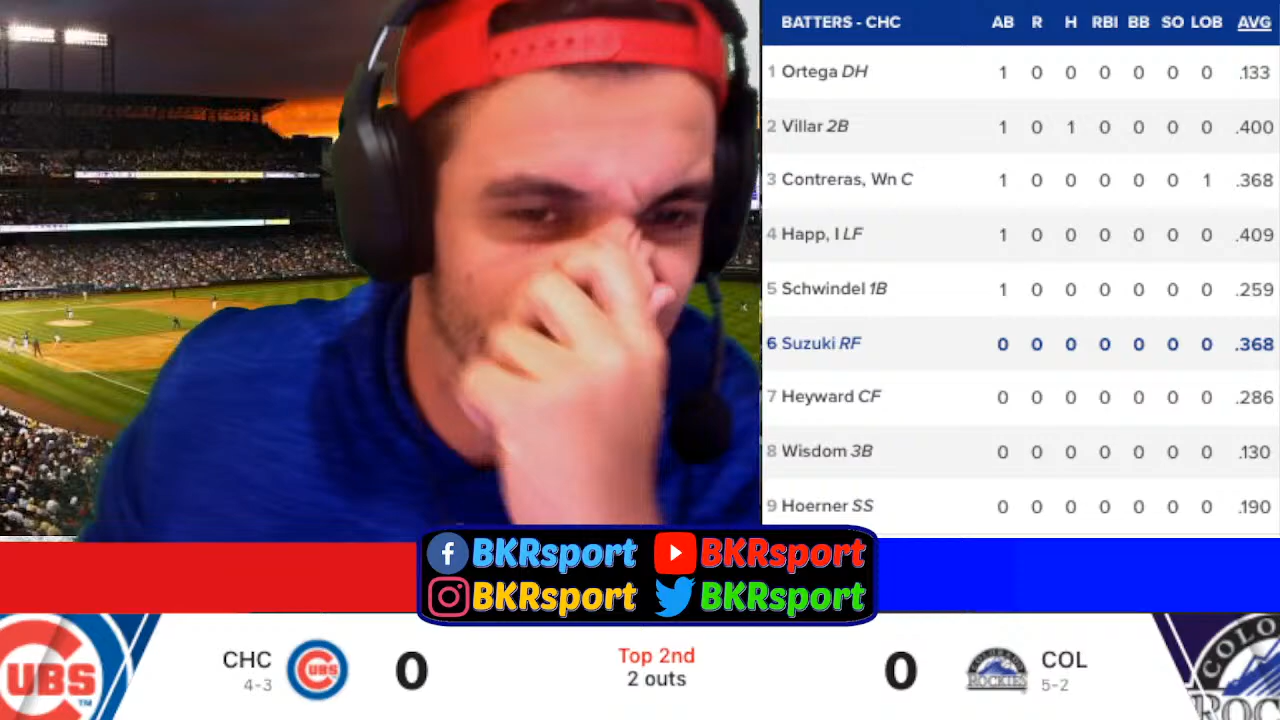 BATTERS - CHC AB R H RBI BB SO LOB AVG
1 Ortega DH 1 0 0 0 0 0 0 .133
2 Villar 2B 1 0 1 0 0 0 0 .400
3 Contreras, Wn C 1 0 0 0 0 0 1 .368
4 Happ, I LF 1 0 0 0 0 0 0 .409
5 Schwindel 1B 1 0 0 0 0 0 0 .259
6 Suzuki RF 0 0 0 0 0 0 0 .368
7 Heyward CF 0 0 0 0 0 0 0 .286
8 Wisdom 3B 0 0 0 0 0 0 0 .130
9 Hoerner SS 0 0 0 0 0 0 0 .190
BKRsport BKRsport
BKRsport BKRsport
UBS TM
CHC
4-3
CUBS
0
Top 2nd
2 outs
0
COLORADO
ROCKIES
COL
5-2
COLO
ROC